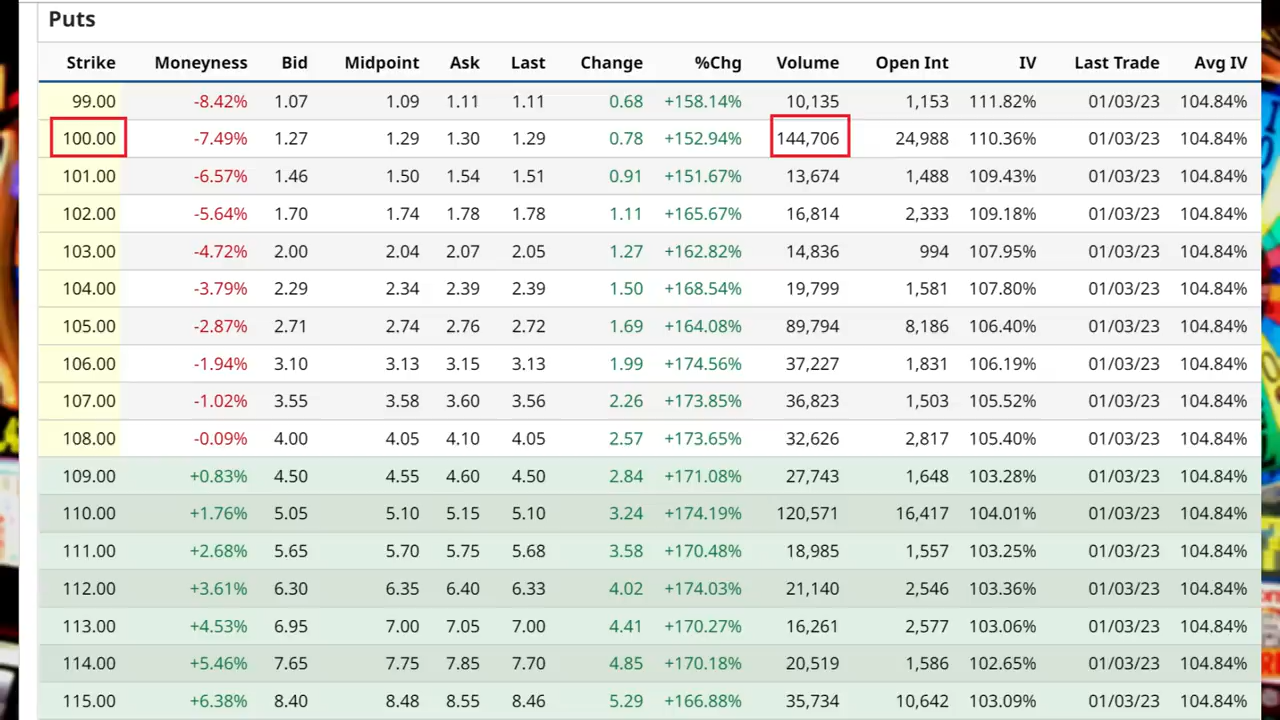 Puts
Strike Moneyness Bid Midpoint Ask Last Change %Chg Volume Open Int IV Last Trade Avg IV
99.00 -8.42% 1.07 1.09 1.11 1.11 0.68 +158.14% 10,135 1,153 111.82% 01/03/23 104.84%
100.00 -7.49% 1.27 1.29 1.30 1.29 0.78 +152.94% 144,706 24,988 110.36% 01/03/23 104.84%
101.00 -6.57% 1.46 1.50 1.54 1.51 0.91 +151.67% 13,674 1,488 109.43% 01/03/23 104.84%
102.00 -5.64% 1.70 1.74 1.78 1.78 1.11 +165.67% 16,814 2,333 109.18% 01/03/23 104.84%
103.00 -4.72% 2.00 2.04 2.07 2.05 1.27 +162.82% 14,836 994 107.95% 01/03/23 104.84%
104.00 -3.79% 2.29 2.34 2.39 2.39 1.50 +168.54% 19,799 1,581 107.80% 01/03/23 104.84%
105.00 -2.87% 2.71 2.74 2.76 2.72 1.69 +164.08% 89,794 8,186 106.40% 01/03/23 104.84%
106.00 -1.94% 3.10 3.13 3.15 3.13 1.99 +174.56% 37,227 1,831 106.19% 01/03/23 104.84%
107.00 -1.02% 3.55 3.58 3.60 3.56 2.26 +173.85% 36,823 1,503 105.52% 01/03/23 104.84%
108.00 -0.09% 4.00 4.05 4.10 4.05 2.57 +173.65% 32,626 2,817 105.40% 01/03/23 104.84%
109.00 +0.83% 4.50 4.55 4.60 4.50 2.84 +171.08% 27,743 1,648 103.28% 01/03/23 104.84%
110.00 +1.76% 5.05 5.10 5.15 5.10 3.24 +174.19% 120,571 16,417 104.01% 01/03/23 104.84%
111.00 +2.68% 5.65 5.70 5.75 5.68 3.58 +170.48% 18,985 1,557 103.25% 01/03/23 104.84%
112.00 +3.61% 6.30 6.35 6.40 6.33 4.02 +174.03% 21,140 2,546 103.36% 01/03/23 104.84%
113.00 +4.53% 6.95 7.00 7.05 7.00 4.41 +170.27% 16,261 2,577 103.06% 01/03/23 104.84%
114.00 +5.46% 7.65 7.75 7.85 7.70 4.85 +170.18% 20,519 1,586 102.65% 01/03/23 104.84%
115.00 +6.38% 8.40 8.48 8.55 8.46 5.29 +166.88% 35,734 10,642 103.09% 01/03/23 104.84%